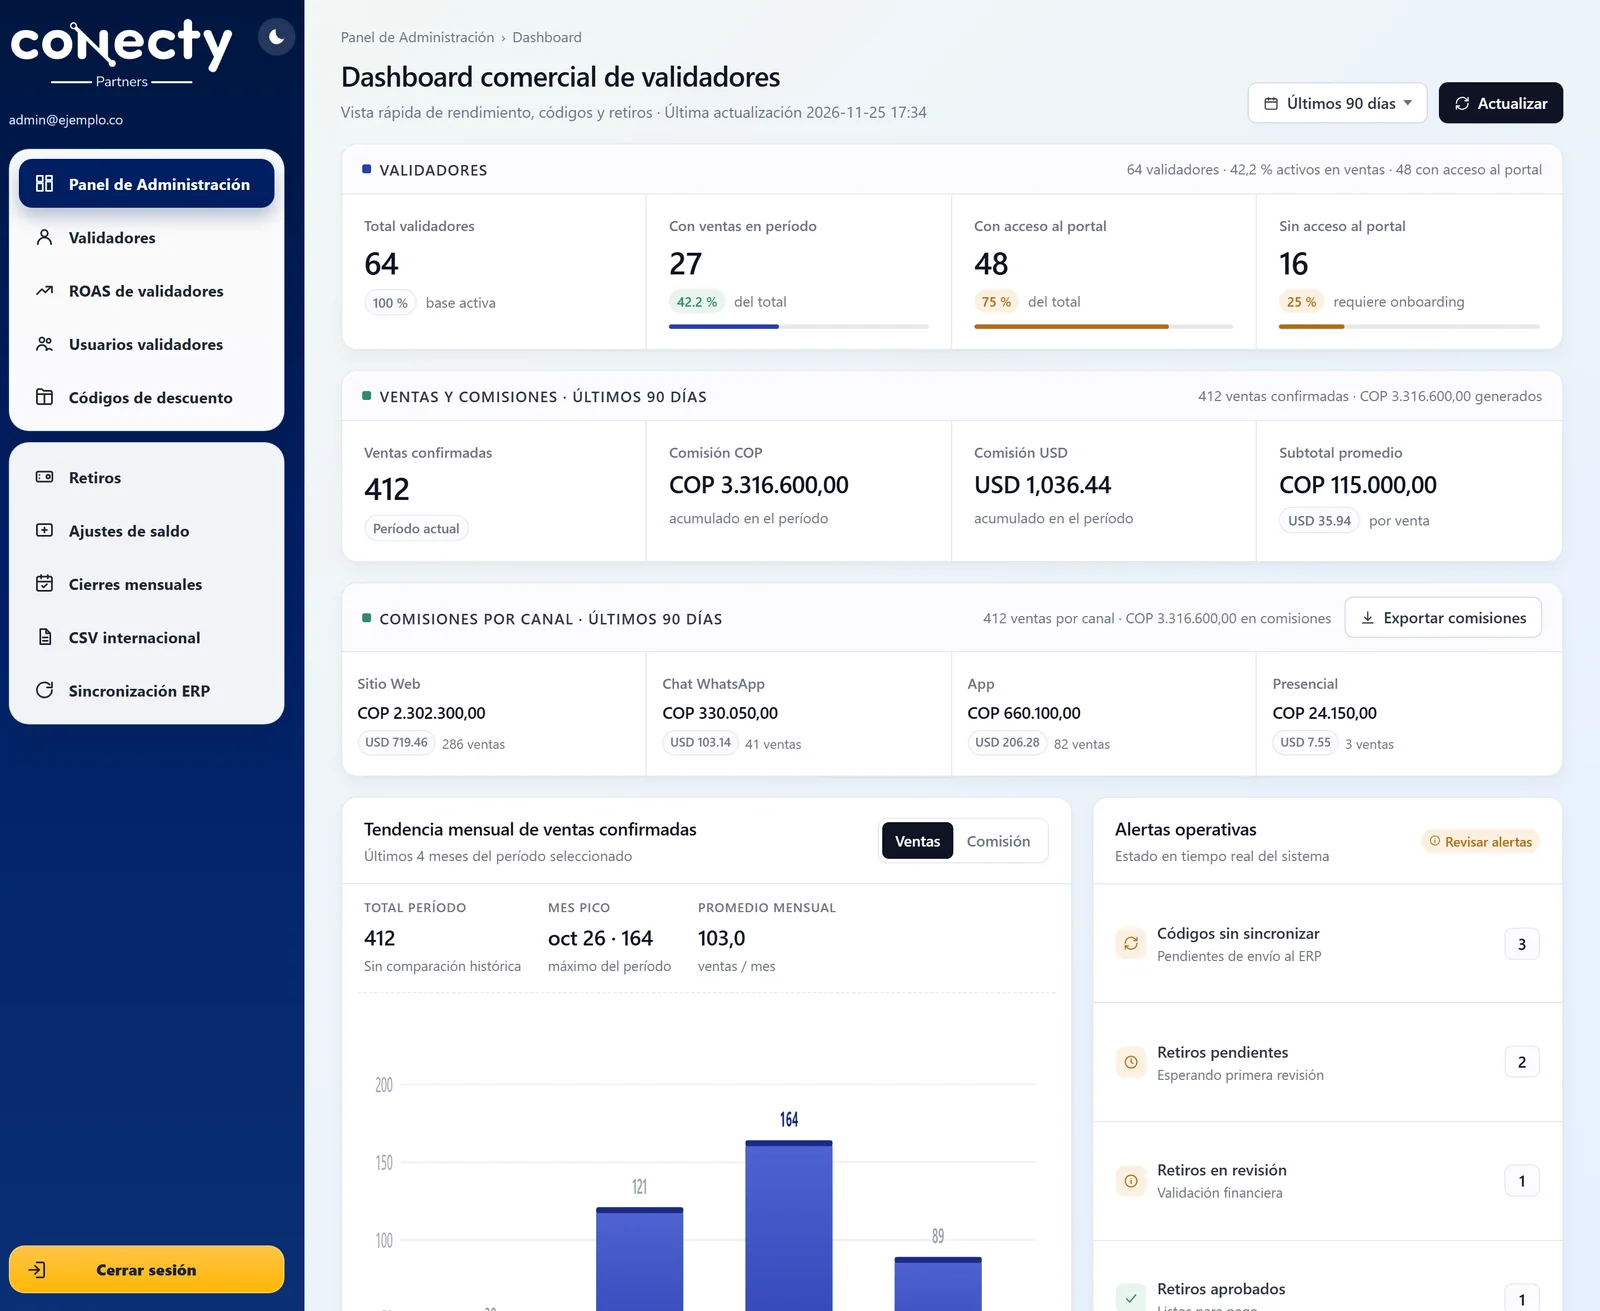 conecty
Partners
admin@ejemplo.co
Panel de Administración
Validadores
ROAS de validadores
Usuarios validadores
Códigos de descuento
Retiros
Ajustes de saldo
Cierres mensuales
CSV internacional
Sincronización ERP
Cerrar sesión
Panel de Administración › Dashboard
Dashboard comercial de validadores
Vista rápida de rendimiento, códigos y retiros · Última actualización 2026-11-25 17:34
Últimos 90 días
Actualizar
VALIDADORES
64 validadores · 42,2 % activos en ventas · 48 con acceso al portal
Total validadores
64
100 % base activa
Con ventas en período
27
42.2 % del total
Con acceso al portal
48
75 % del total
Sin acceso al portal
16
25 % requiere onboarding
VENTAS Y COMISIONES · ÚLTIMOS 90 DÍAS
412 ventas confirmadas · COP 3.316.600,00 generados
Ventas confirmadas
412
Período actual
Comisión COP
COP 3.316.600,00
acumulado en el período
Comisión USD
USD 1,036.44
acumulado en el período
Subtotal promedio
COP 115.000,00
USD 35.94 por venta
COMISIONES POR CANAL · ÚLTIMOS 90 DÍAS
412 ventas por canal · COP 3.316.600,00 en comisiones
Exportar comisiones
Sitio Web
COP 2.302.300,00
USD 719.46 286 ventas
Chat WhatsApp
COP 330.050,00
USD 103.14 41 ventas
App
COP 660.100,00
USD 206.28 82 ventas
Presencial
COP 24.150,00
USD 7.55 3 ventas
Tendencia mensual de ventas confirmadas
Últimos 4 meses del período seleccionado
Ventas
Comisión
TOTAL PERÍODO
412
Sin comparación histórica
MES PICO
oct 26 · 164
máximo del período
PROMEDIO MENSUAL
103,0
ventas / mes
200
150
100
121
164
89
Alertas operativas
Estado en tiempo real del sistema
Revisar alertas
Códigos sin sincronizar
Pendientes de envío al ERP
3
Retiros pendientes
Esperando primera revisión
2
Retiros en revisión
Validación financiera
1
Retiros aprobados
1